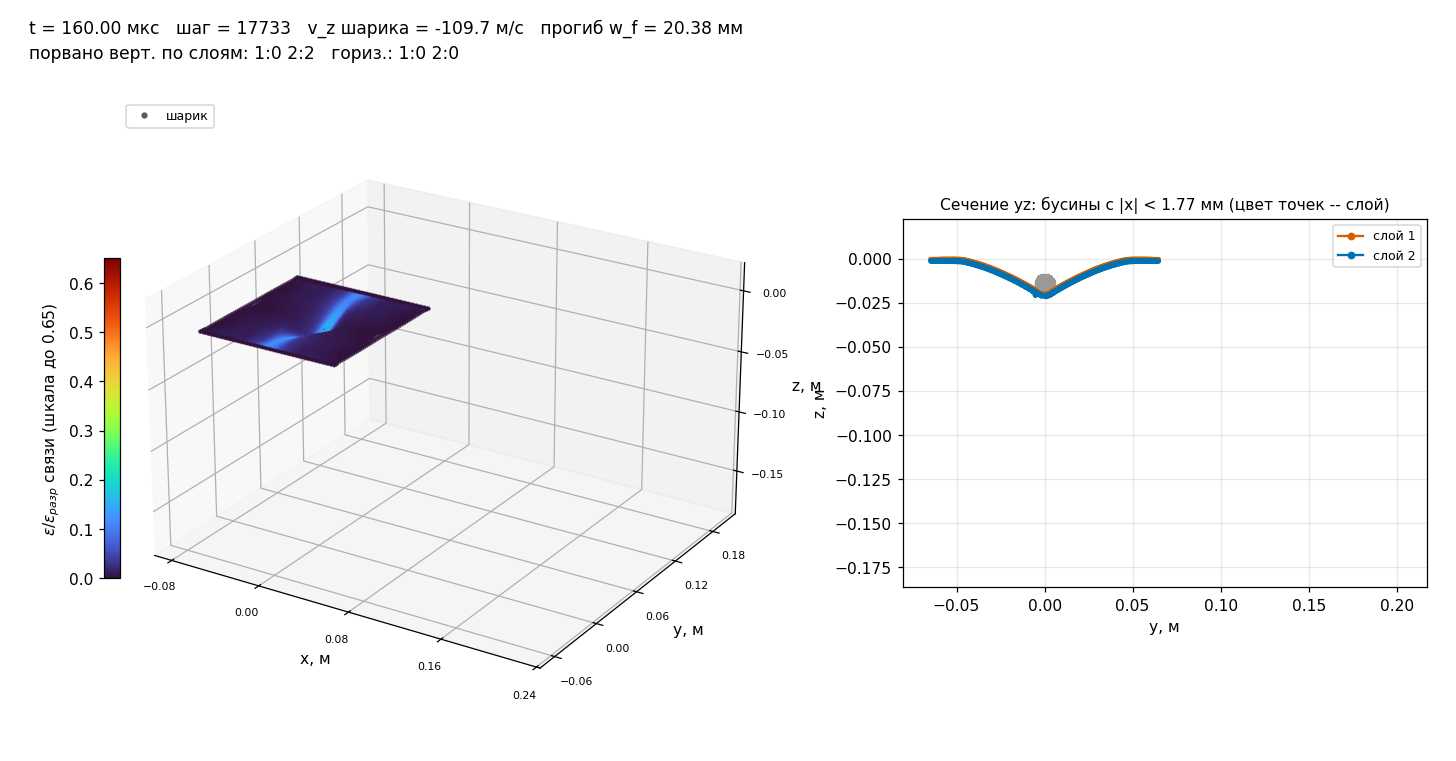 t = 160.00 мкс   шаг = 17733   v_z шарика = -109.7 м/с   прогиб w_f = 20.38 мм
порвано верт. по слоям: 1:0 2:2   гориз.: 1:0 2:0
шарик
ε/ε_разр связи (шкала до 0.65)
0.6
0.5
0.4
0.3
0.2
0.1
0.0
−0.08
0.00
0.08
0.16
0.24
x, м
−0.06
0.00
0.06
0.12
0.18
y, м
0.00
−0.05
−0.10
−0.15
z, м
Сечение yz: бусины с |x| < 1.77 мм (цвет точек -- слой)
слой 1
слой 2
0.000
−0.025
−0.050
−0.075
−0.100
−0.125
−0.150
−0.175
z, м
−0.05
0.00
0.05
0.10
0.15
0.20
y, м